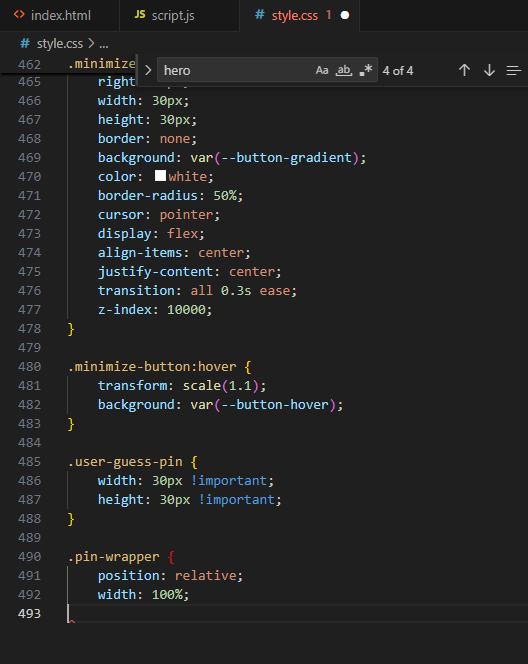 <> index.html
JS script.js
# style.css 1
# style.css > ...
hero
Aa ab .*
4 of 4
462 .minimize
465 right
466 width: 30px;
467 height: 30px;
468 border: none;
469 background: var(--button-gradient);
470 color: white;
471 border-radius: 50%;
472 cursor: pointer;
473 display: flex;
474 align-items: center;
475 justify-content: center;
476 transition: all 0.3s ease;
477 z-index: 10000;
478 }
479
480 .minimize-button:hover {
481 transform: scale(1.1);
482 background: var(--button-hover);
483 }
484
485 .user-guess-pin {
486 width: 30px !important;
487 height: 30px !important;
488 }
489
490 .pin-wrapper {
491 position: relative;
492 width: 100%;
493